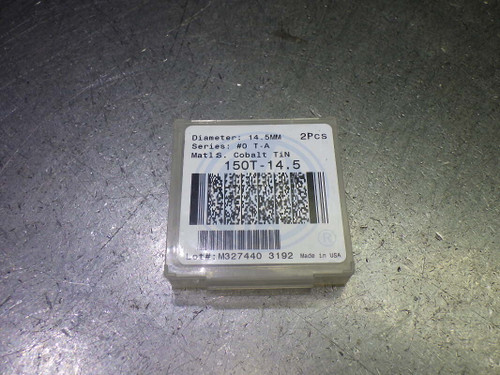 Diameter: 14.5MM 2Pcs
Series: #0 T-A
Matl S. Cobalt TiN
150T-14.5
®
Lot#: M327440 3192 Made in USA